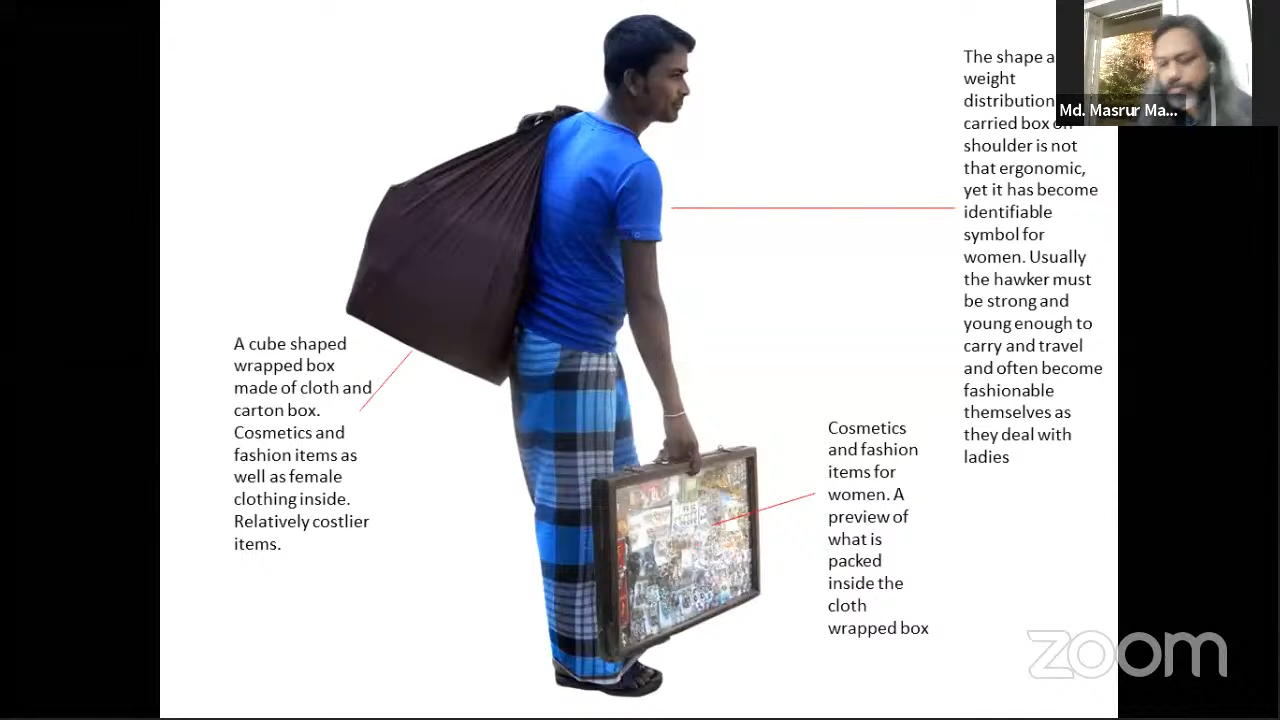 A cube shaped
wrapped box
made of cloth and
carton box.
Cosmetics and
fashion items as
well as female
clothing inside.
Relatively costlier
items.
Cosmetics
and fashion
items for
women. A
preview of
what is
packed
inside the
cloth
wrapped box
The shape a
weight
distribution
carried box on
shoulder is not
that ergonomic,
yet it has become
identifiable
symbol for
women. Usually
the hawker must
be strong and
young enough to
carry and travel
and often become
fashionable
themselves as
they deal with
ladies
Md. Masrur Ma...
zoom